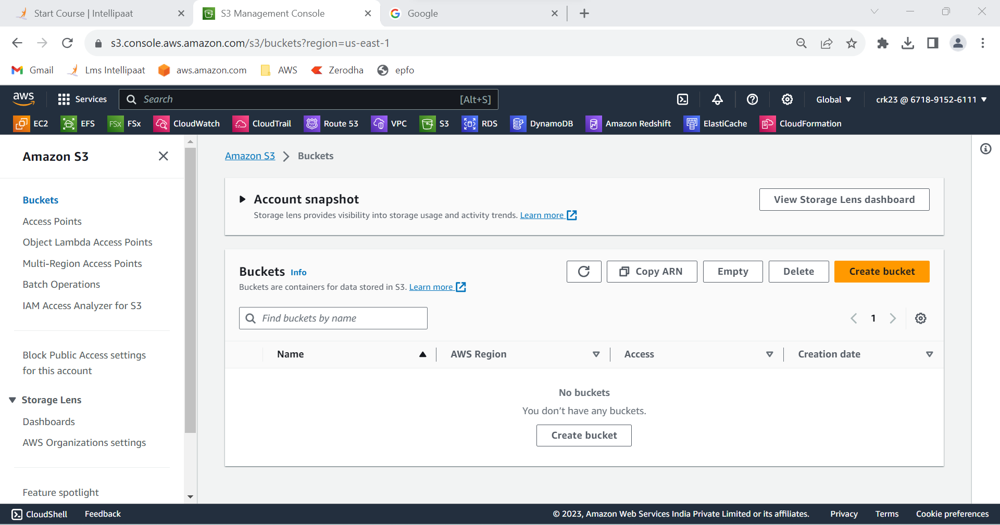 Start Course | Intellipaat
S3 Management Console
Google
s3.console.aws.amazon.com/s3/buckets?region=us-east-1
Gmail
Lms Intellipaat
aws.amazon.com
AWS
Zerodha
epfo
aws
Services
Search
[Alt+S]
Global
crk23 @ 6718-9152-6111
EC2
EFS
FSx
FSx
CloudWatch
CloudTrail
53
Route 53
VPC
S3
RDS
DynamoDB
Amazon Redshift
ElastiCache
CloudFormation
Amazon S3
Buckets
Access Points
Object Lambda Access Points
Multi-Region Access Points
Batch Operations
IAM Access Analyzer for S3
Block Public Access settings
for this account
Storage Lens
Dashboards
AWS Organizations settings
Feature spotlight
Amazon S3
Buckets
Account snapshot
Storage lens provides visibility into storage usage and activity trends. Learn more
View Storage Lens dashboard
Buckets Info
Buckets are containers for data stored in S3. Learn more
Copy ARN
Empty
Delete
Create bucket
Find buckets by name
1
Name
AWS Region
Access
Creation date
No buckets
You don’t have any buckets.
Create bucket
CloudShell
Feedback
© 2023, Amazon Web Services India Private Limited or its affiliates.
Privacy
Terms
Cookie preferences